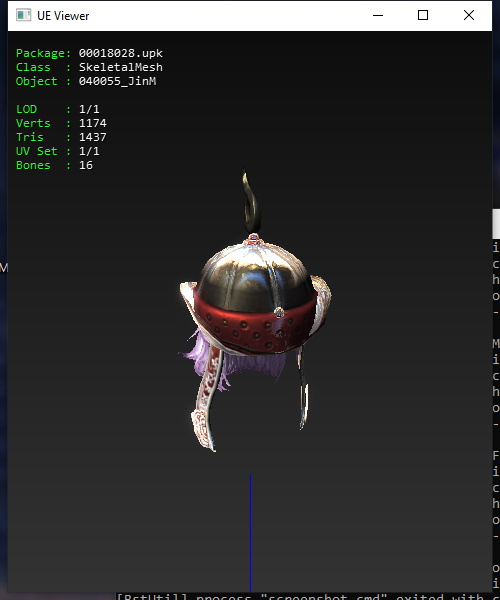 UE Viewer
Package: 00018028.upk
Class  : SkeletalMesh
Object : 040055_JinM
LOD    : 1/1
Verts  : 1174
Tris   : 1437
UV Set : 1/1
Bones  : 16
M
i
c
h
o
-
M
i
c
h
o
-
F
i
c
h
o
-
o
i
[BstUtil] process "screenshot.cmd" exited with c